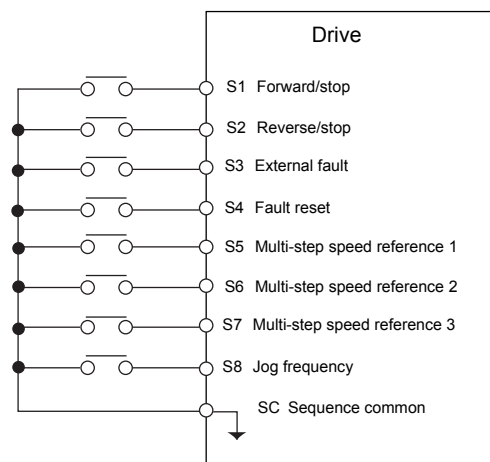 Drive
S1 Forward/stop
S2 Reverse/stop
S3 External fault
S4 Fault reset
S5 Multi-step speed reference 1
S6 Multi-step speed reference 2
S7 Multi-step speed reference 3
S8 Jog frequency
SC Sequence common